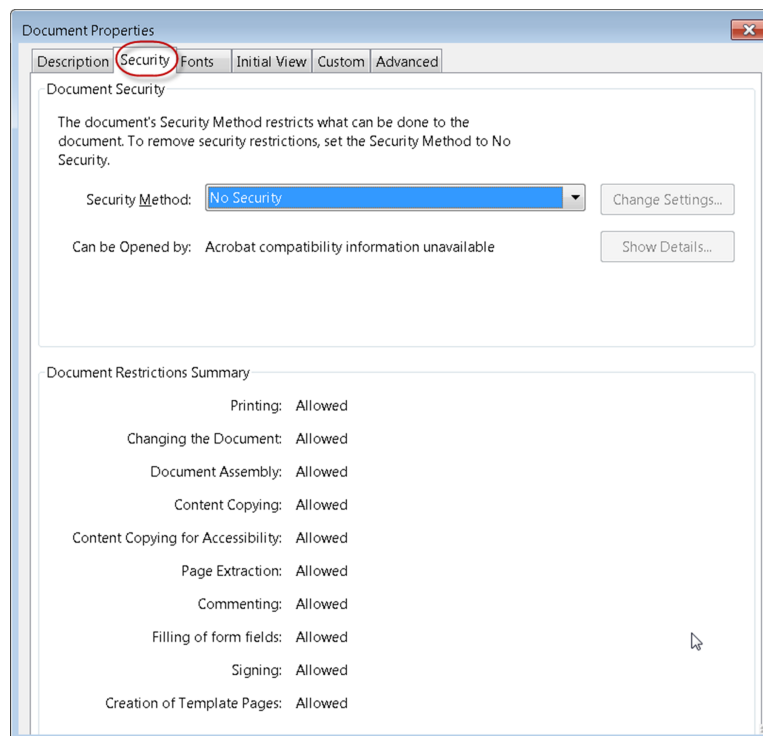 Document Properties
Description Security Fonts Initial View Custom Advanced
Document Security
The document's Security Method restricts what can be done to the
document. To remove security restrictions, set the Security Method to No
Security.
Security Method: No Security Change Settings...
Can be Opened by: Acrobat compatibility information unavailable Show Details...
Document Restrictions Summary
Printing: Allowed
Changing the Document: Allowed
Document Assembly: Allowed
Content Copying: Allowed
Content Copying for Accessibility: Allowed
Page Extraction: Allowed
Commenting: Allowed
Filling of form fields: Allowed
Signing: Allowed
Creation of Template Pages: Allowed